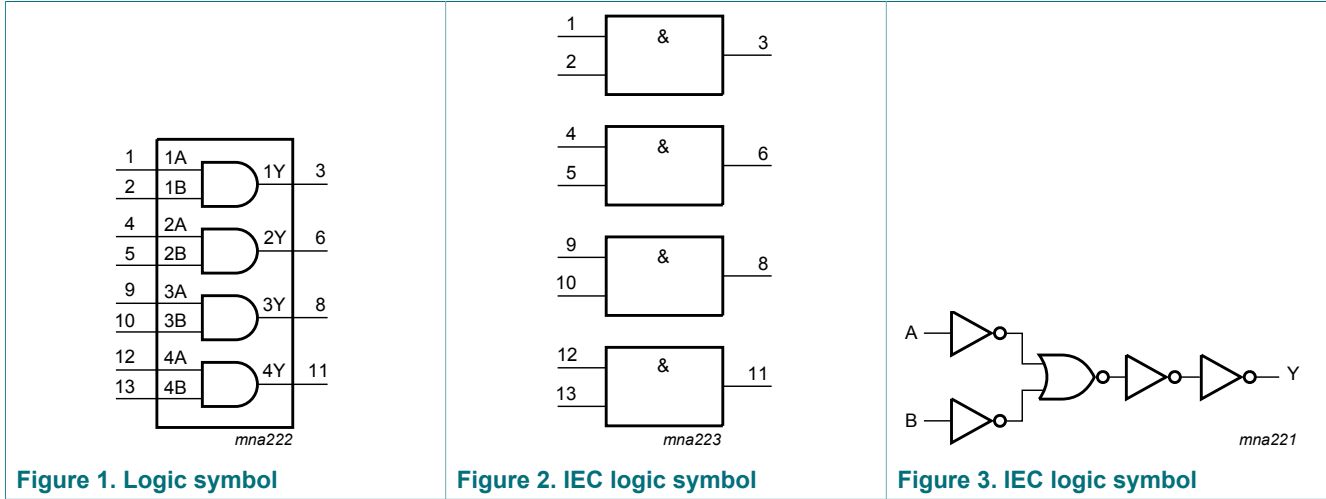 1 1A 1Y 3
2 1B
4 2A 2Y 6
5 2B
9 3A 3Y 8
10 3B
12 4A 4Y 11
13 4B
mna222
Figure 1. Logic symbol
1 & 3
2
4 & 6
5
9 & 8
10
12 & 11
13
mna223
Figure 2. IEC logic symbol
A
Y
B
mna221
Figure 3. IEC logic symbol